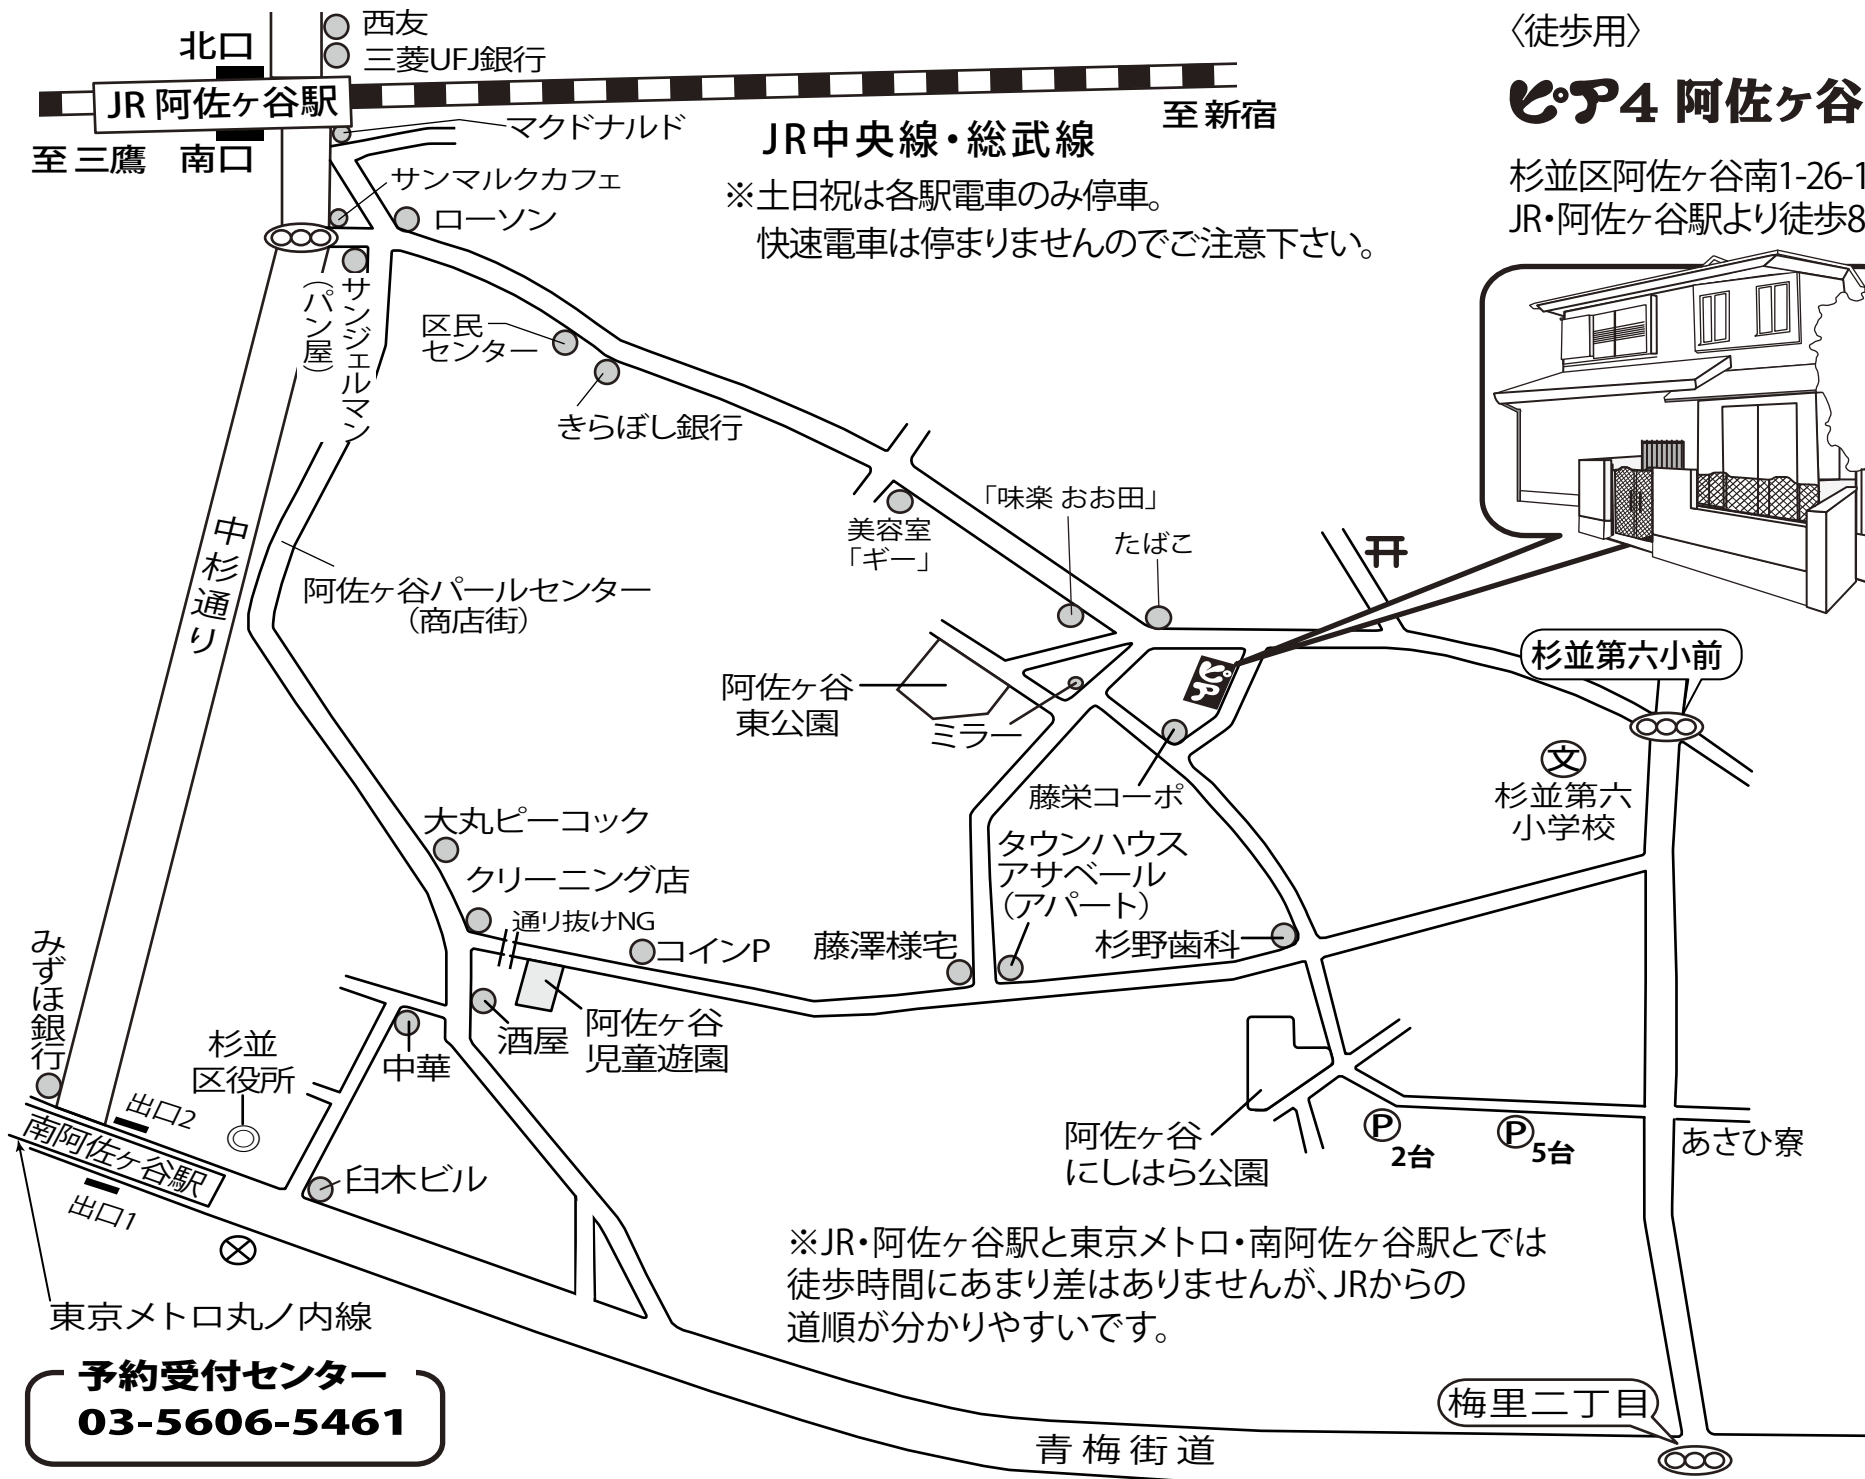 西友
三菱UFJ銀行
北口
JR 阿佐ヶ谷駅
至 三鷹
南口
マクドナルド
サンマルクカフェ
ローソン
JR中央線・総武線
至 新宿
※土日祝は各駅電車のみ停車。
快速電車は停まりませんのでご注意下さい。
〈徒歩用〉
ピア4 阿佐ヶ谷
杉並区阿佐ヶ谷南1-26-1
JR・阿佐ヶ谷駅より徒歩8
サンジェルマン
(パン屋)
区民
センター
きらぼし銀行
美容室
「ギー」
「味楽 おお田」
たばこ
中杉通り
阿佐ヶ谷パールセンター
(商店街)
阿佐ヶ谷
東公園
ミラー
ピア
藤栄コーポ
杉並第六小前
文
杉並第六
小学校
大丸ピーコック
クリーニング店
通り抜けNG
コインP
藤澤様宅
タウンハウス
アサベール
(アパート)
杉野歯科
みずほ銀行
杉並
区役所
中華
酒屋
阿佐ヶ谷
児童遊園
出口2
南阿佐ヶ谷駅
出口1
臼木ビル
阿佐ヶ谷
にしはら公園
P
2台
P
5台
あさひ寮
※JR・阿佐ヶ谷駅と東京メトロ・南阿佐ヶ谷駅とでは
徒歩時間にあまり差はありませんが、JRからの
道順が分かりやすいです。
東京メトロ丸ノ内線
予約受付センター
03-5606-5461
青梅街道
梅里二丁目